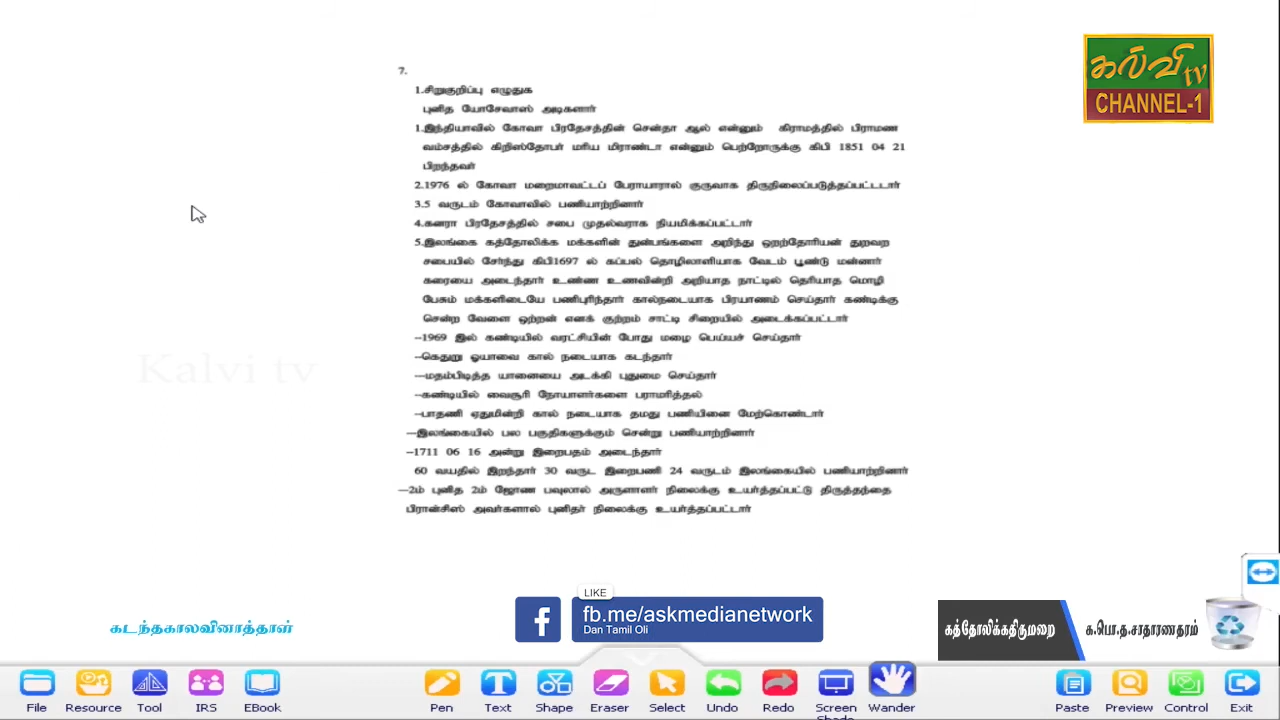 கல்வி tv
CHANNEL-1
7.
1.சிறுகுறிப்பு எழுதுக
புனித யோசேவாஸ் அடிகளார்
1.இந்தியாவில் கோவா பிரதேசத்தின் சென்தா ஆல் என்னும் கிராமத்தில் பிராமண
வம்சத்தில் கிறிஸ்தோபர் மரிய மிராண்டா என்னும் பெற்றோருக்கு கிபி 1851 04 21
பிறந்தவர்
2.1976 ல் கோவா மறைமாவட்டப் பேராயாரால் குருவாக திருநிலைப்படுத்தப்பட்டடார்
3.5 வருடம் கோவாவில் பணியாற்றினார்
4.கனரா பிரதேசத்தில் சபை முதல்வராக நியமிக்கப்பட்டார்
5.இலங்கை கத்தோலிக்க மக்களின் துன்பங்களை அறிந்து ஒறற்தோரியன் துறவற
சபையில் சேர்ந்து கிபி1697 ல் கப்பல் தொழிலாளியாக வேடம் பூண்டு மன்னார்
கரையை அடைந்தார் உண்ண உணவின்றி அறியாத நாட்டில் தெரியாத மொழி
பேசும் மக்களிடையே பணிபுரிந்தார் கால்நடையாக பிரயாணம் செய்தார் கண்டிக்கு
சென்ற வேளை ஒற்றன் எனக் குற்றம் சாட்டி சிறையில் அடைக்கப்பட்டார்
--1969 இல் கண்டியில் வரட்சியின் போது மழை பெய்யச் செய்தார்
--கெதுறு ஓயாவை கால் நடையாக கடந்தார்
---மதம்பிடித்த யானையை அடக்கி புதுமை செய்தார்
--கண்டியில் வைசூரி நோயாளர்களை பராமரித்தல்
--பாதணி ஏதுமின்றி கால் நடையாக தமது பணியினை மேற்கொண்டார்
---இலங்கையில் பல பகுதிகளுக்கும் சென்று பணியாற்றினார்
--1711 06 16 அன்று இறைபதம் அடைந்தார்
60 வயதில் இறந்தார் 30 வருட இறைபணி 24 வருடம் இலங்கையில் பணியாற்றினார்
---2ம் புனித 2ம் ஜோண பவுலால் அருளாளர் நிலைக்கு உயர்த்தப்பட்டு திருத்தந்தை
பிரான்சிஸ் அவர்களால் புனிதர் நிலைக்கு உயர்த்தப்பட்டார்
Kalvi tv
LIKE
fb.me/askmedianetwork
Dan Tamil Oli
கடந்தகாலவினாத்தாள்
கத்தோலிக்கதிருமறை
க.பொ.த.சாதாரணதரம்
File Resource Tool IRS EBook Pen Text Shape Eraser Select Undo Redo Screen Shade Wander Paste Preview Control Exit